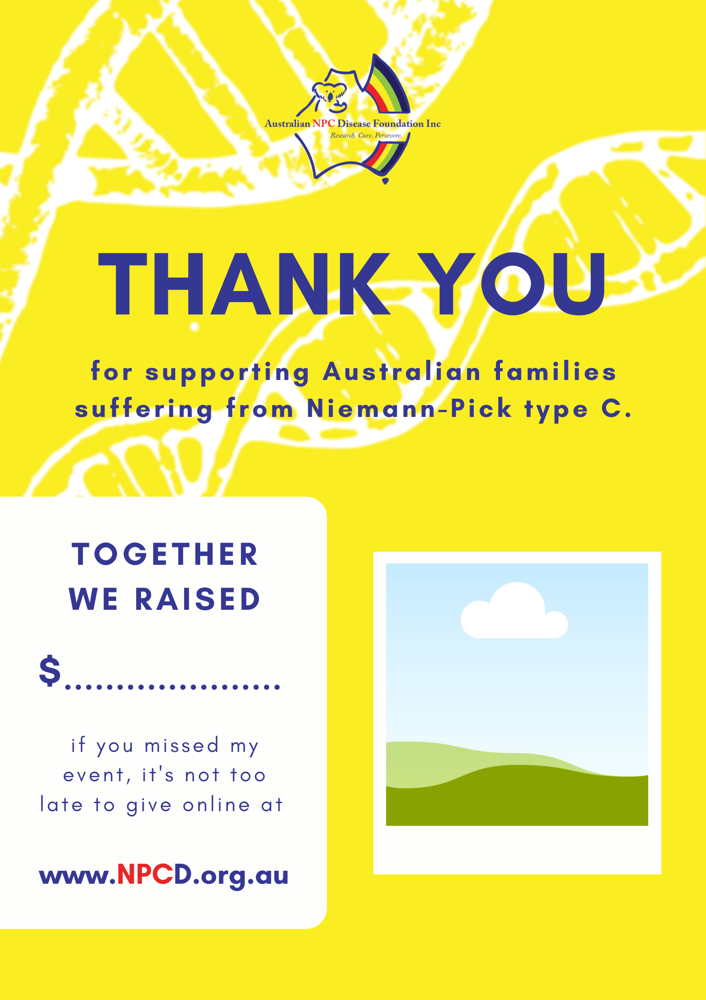 Australian NPC Disease Foundation Inc
Research. Cure. Persevere.
THANK YOU
for supporting Australian families
suffering from Niemann-Pick type C.
TOGETHER
WE RAISED
$.....................
if you missed my
event, it's not too
late to give online at
www.NPCD.org.au